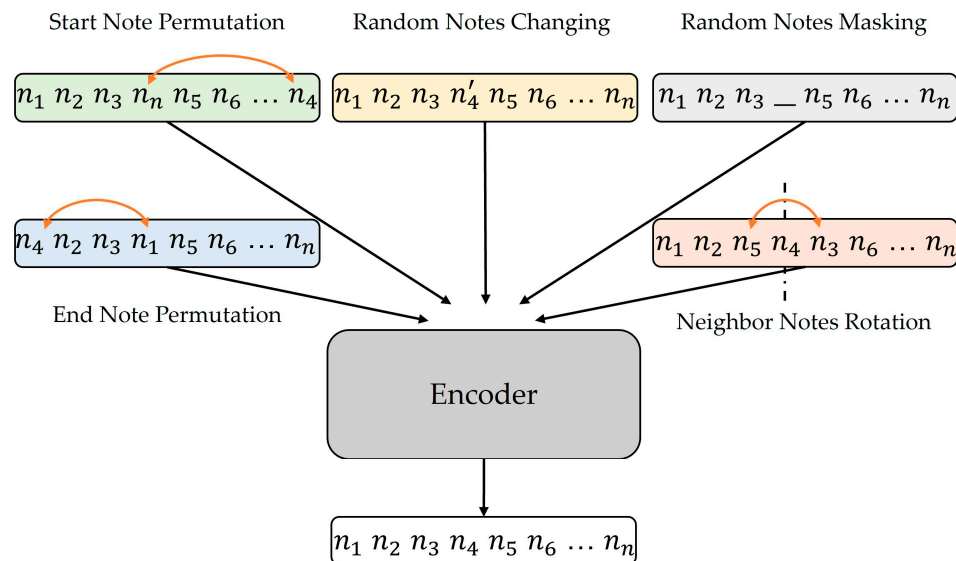 Start Note Permutation
Random Notes Changing
Random Notes Masking
n₁ n₂ n₃ nₙ n₅ n₆ … n₄
n₁ n₂ n₃ n₄′ n₅ n₆ … nₙ
n₁ n₂ n₃ _ n₅ n₆ … nₙ
n₄ n₂ n₃ n₁ n₅ n₆ … nₙ
n₁ n₂ n₅ n₄ n₃ n₆ … nₙ
End Note Permutation
Neighbor Notes Rotation
Encoder
n₁ n₂ n₃ n₄ n₅ n₆ … nₙ